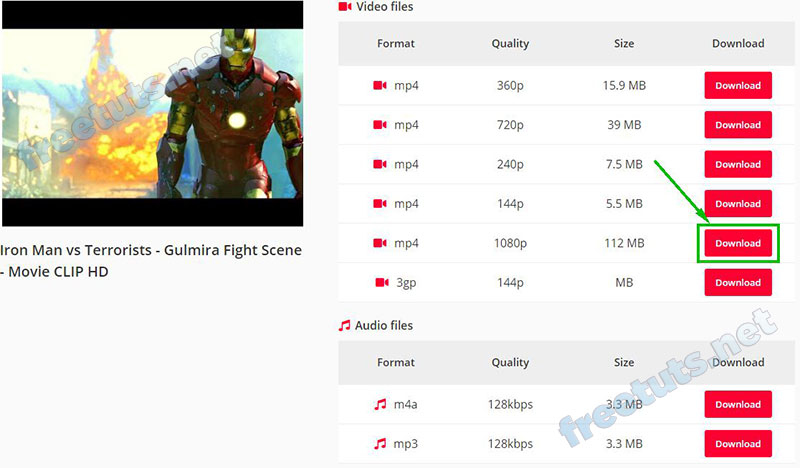 freetuts.net
Iron Man vs Terrorists - Gulmira Fight Scene
- Movie CLIP HD
Video files
Format Quality Size Download
mp4 360p 15.9 MB Download
mp4 720p 39 MB Download
mp4 240p 7.5 MB Download
mp4 144p 5.5 MB Download
mp4 1080p 112 MB Download
3gp 144p MB Download
Audio files
Format Quality Size Download
m4a 128kbps 3.3 MB Download
mp3 128kbps 3.3 MB Download
freetuts.net